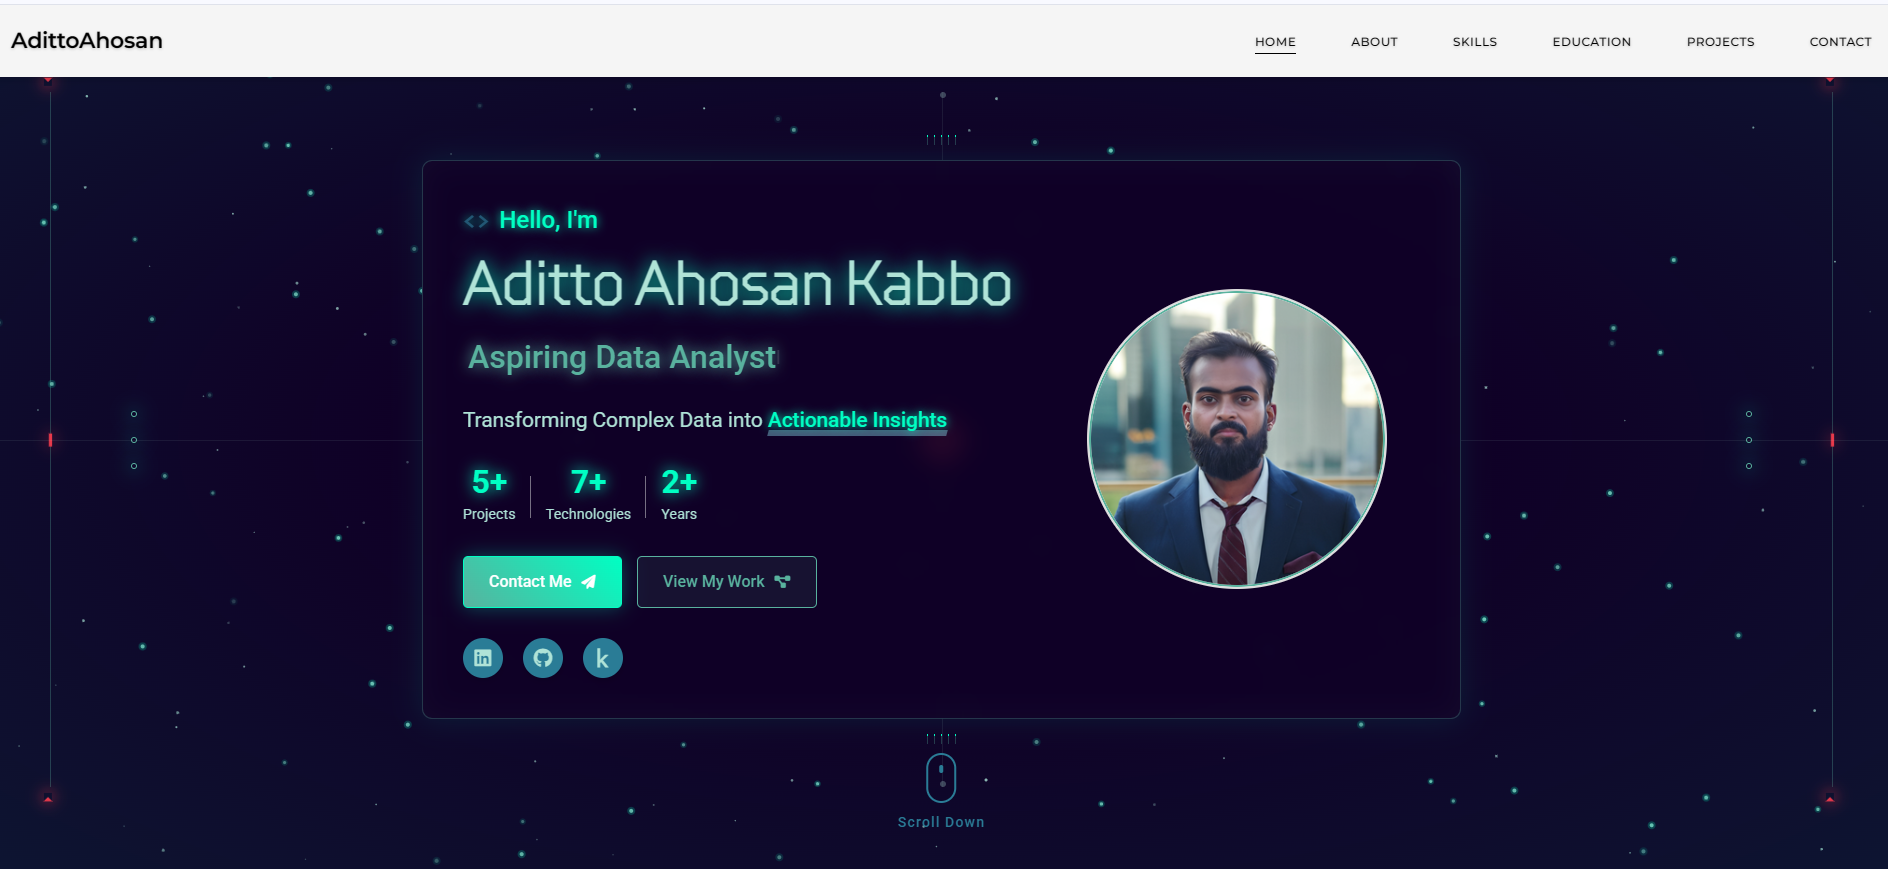 AdittoAhosan
HOME ABOUT SKILLS EDUCATION PROJECTS CONTACT
<> Hello, I'm
Aditto Ahosan Kabbo
Aspiring Data Analyst
Transforming Complex Data into Actionable Insights
5+ 7+ 2+
Projects Technologies Years
Contact Me View My Work
in k
Scroll Down